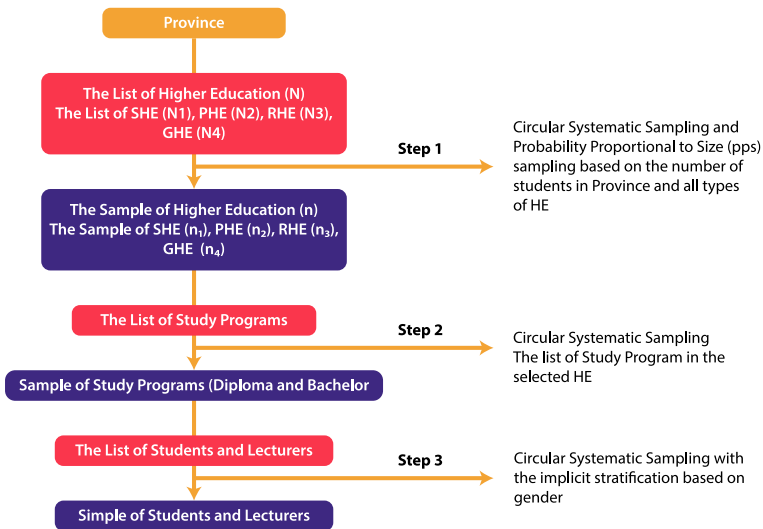 Province
The List of Higher Education (N)
The List of SHE (N1), PHE (N2), RHE (N3),
GHE (N4)
Step 1
Circular Systematic Sampling and
Probability Proportional to Size (pps)
sampling based on the number of
students in Province and all types
of HE
The Sample of Higher Education (n)
The Sample of SHE (n₁), PHE (n₂), RHE (n₃),
GHE (n₄)
The List of Study Programs
Step 2
Circular Systematic Sampling
The list of Study Program in the
selected HE
Sample of Study Programs (Diploma and Bachelor
The List of Students and Lecturers
Step 3
Circular Systematic Sampling with
the implicit stratification based on
gender
Simple of Students and Lecturers